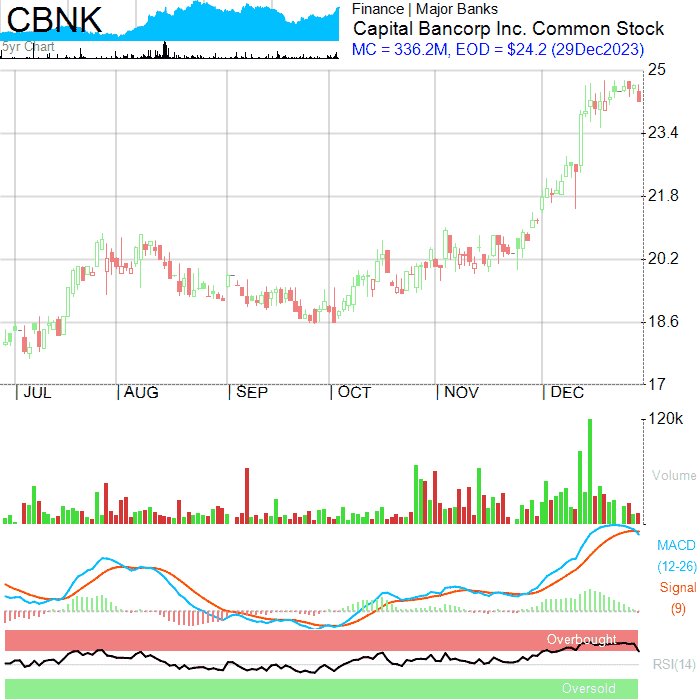 CBNK
5yr Chart
Finance | Major Banks
Capital Bancorp Inc. Common Stock
MC = 336.2M, EOD = $24.2 (29Dec2023)
25
23.4
21.8
20.2
18.6
17
JUL AUG SEP OCT NOV DEC
120k
Volume
MACD
(12-26)
Signal
(9)
Overbought
RSI(14)
Oversold